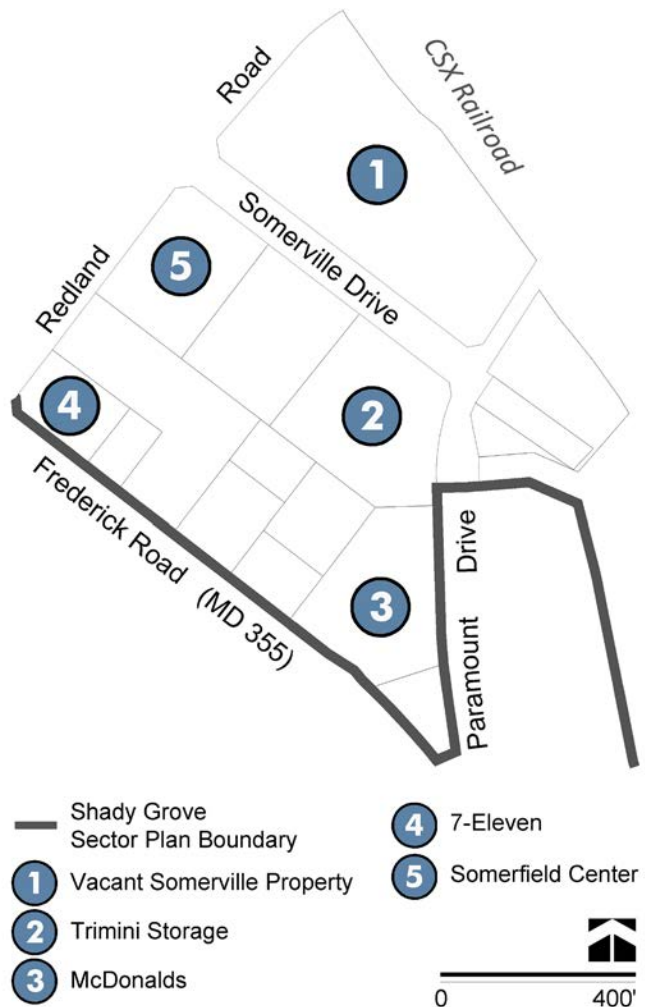 Road
CSX Railroad
1
Somerville Drive
5
Redland
4
2
Frederick Road (MD 355)
3
Paramount Drive
Shady Grove
Sector Plan Boundary
1 Vacant Somerville Property
2 Trimini Storage
3 McDonalds
4 7-Eleven
5 Somerfield Center
0 400'